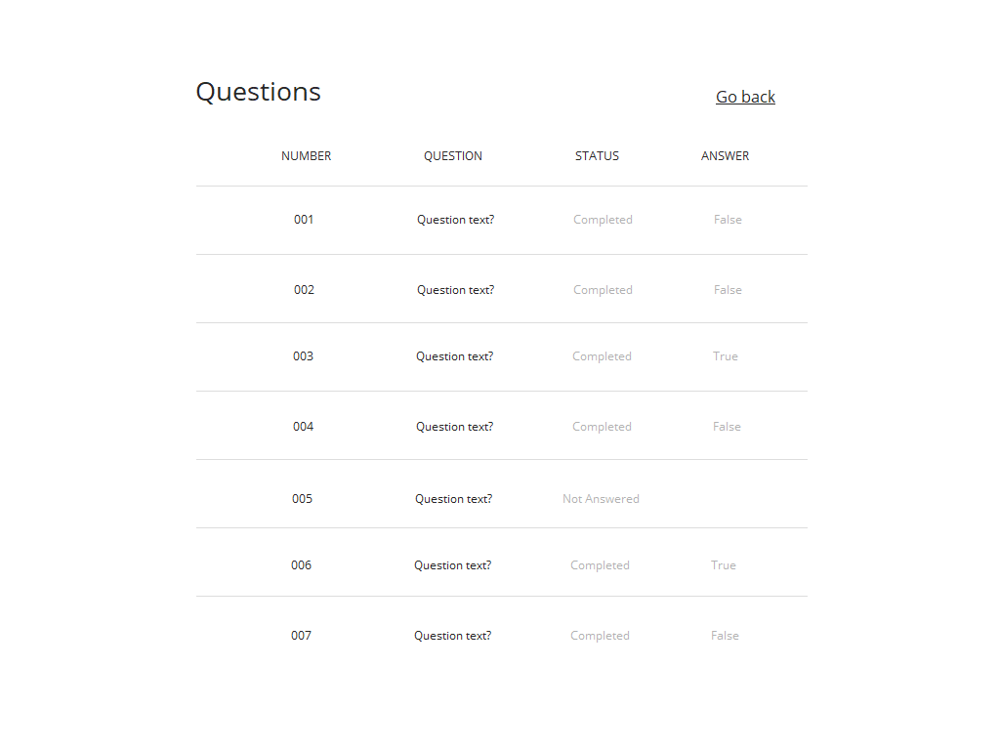 Questions
Go back
NUMBER QUESTION STATUS ANSWER
001 Question text? Completed False
002 Question text? Completed False
003 Question text? Completed True
004 Question text? Completed False
005 Question text? Not Answered
006 Question text? Completed True
007 Question text? Completed False